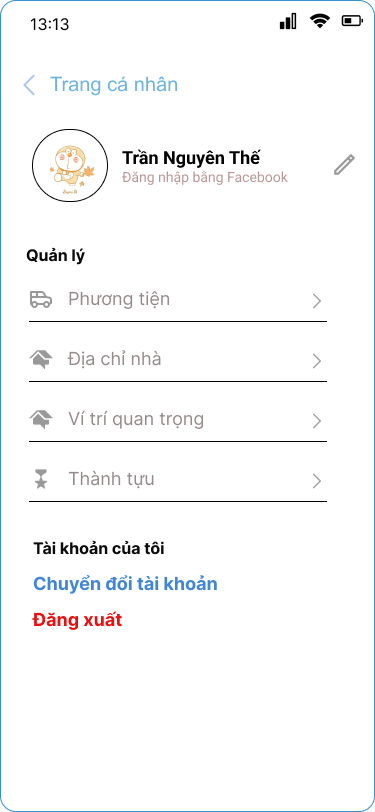 13:13
Trang cá nhân
Trần Nguyên Thế
Đăng nhập bằng Facebook
Quản lý
Phương tiện
Địa chỉ nhà
Ví trí quan trọng
Thành tựu
Tài khoản của tôi
Chuyển đổi tài khoản
Đăng xuất